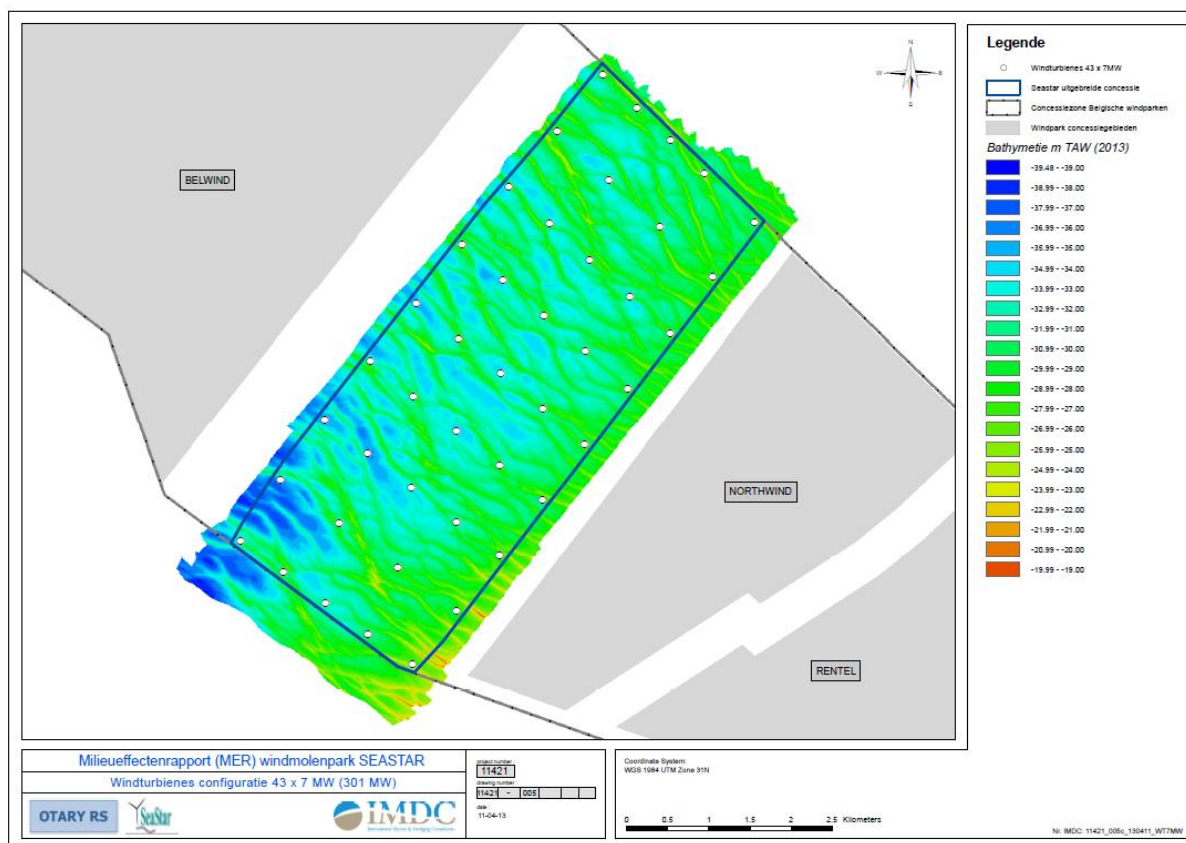 BELWIND
NORTHWIND
RENTEL
Legende
N
W
E
S
Windturbienes 43 x 7MW
Seastar uitgebreide concessie
Concessiezone Belgische windparken
Windpark concessiegebieden
Bathymetie m TAW (2013)
-39.48 - -39.00
-38.99 - -38.00
-37.99 - -37.00
-36.99 - -36.00
-35.99 - -35.00
-34.99 - -34.00
-33.99 - -33.00
-32.99 - -32.00
-31.99 - -31.00
-30.99 - -30.00
-29.99 - -29.00
-28.99 - -28.00
-27.99 - -27.00
-26.99 - -26.00
-25.99 - -25.00
-24.99 - -24.00
-23.99 - -23.00
-22.99 - -22.00
-21.99 - -21.00
-20.99 - -20.00
-19.99 - -19.00
Milieueffectenrapport (MER) windmolenpark SEASTAR
Windturbienes configuratie 43 x 7 MW (301 MW)
OTARY RS
SeaStar
IMDC
International Marine & Dredging Consultants
project number
11421
drawing number
11421 - 005
date
11-04-13
Coordinate System:
WGS 1984 UTM Zone 31N
0 0.5 1 1.5 2 2.5 Kilometers
Nr. IMDC: 11421_005c_130411_WT7MW